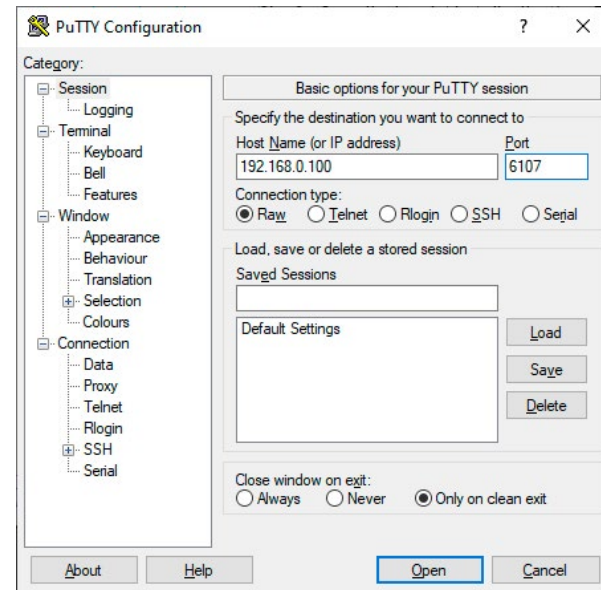 PuTTY Configuration
?
Category:
Session
Logging
Terminal
Keyboard
Bell
Features
Window
Appearance
Behaviour
Translation
Selection
Colours
Connection
Data
Proxy
Telnet
Rlogin
SSH
Serial
Basic options for your PuTTY session
Specify the destination you want to connect to
Host Name (or IP address) Port
192.168.0.100 6107
Connection type:
Raw Telnet Rlogin SSH Serial
Load, save or delete a stored session
Saved Sessions
Default Settings
Load
Save
Delete
Close window on exit:
Always Never Only on clean exit
About Help Open Cancel